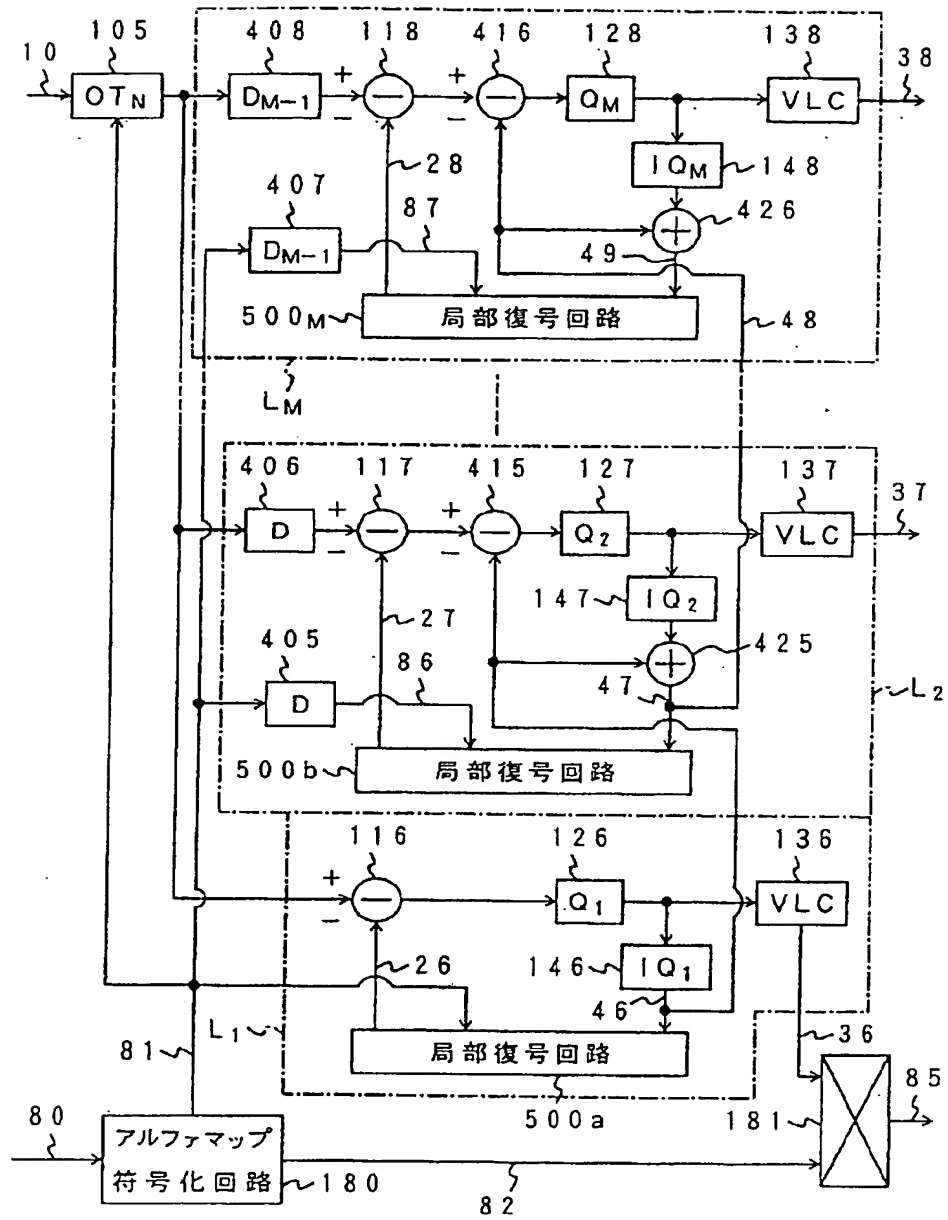 105 408 118 416 128 138
10 38
OTN DM-1 + − − + − − QM VLC
28 IQM 148
407 87 + 426
DM-1 49
500M 局部復号回路 48
LM
406 117 415 127 137
37
D + − − + − − Q2 VLC
147 IQ2
27
405 86 + 425
D 47 L2
500b 局部復号回路
116 126 136
+ − − Q1 VLC
26 146 IQ1
46
L1 36
81 局部復号回路 85
80 500a 181
アルファマップ
符号化回路 180 82